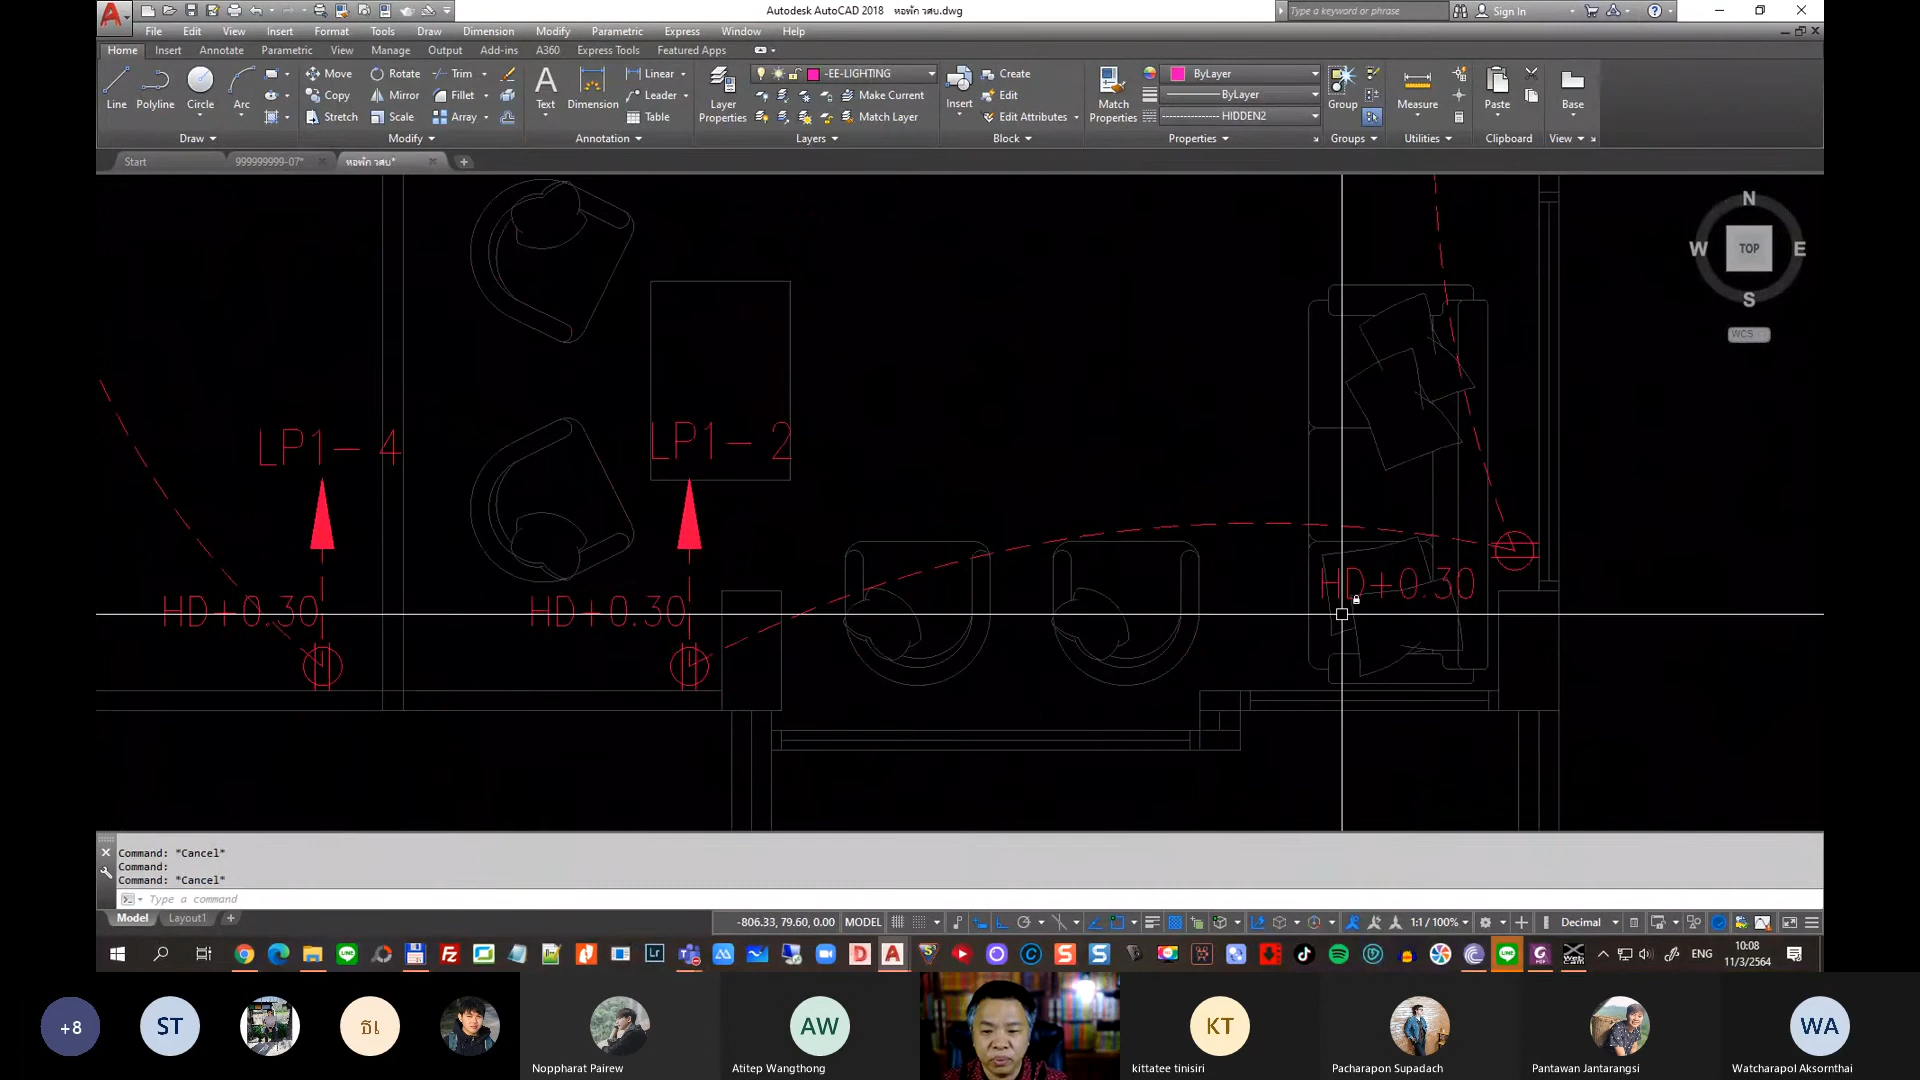 Autodesk AutoCAD 2018 หอพัก วศบ.dwg
Type a keyword or phrase
Sign In
File Edit View Insert Format Tools Draw Dimension Modify Parametric Express Window Help
Home Insert Annotate Parametric View Manage Output Add-ins A360 Express Tools Featured Apps
Move Rotate Trim Linear -EE-LIGHTING Create ByLayer
Line Polyline Circle Arc Copy Mirror Fillet Text Dimension Leader Layer Properties Make Current Insert Edit Match Properties ByLayer Group Measure Paste Base
Stretch Scale Array Table Match Layer Edit Attributes HIDDEN2
Draw Modify Annotation Layers Block Properties Groups Utilities Clipboard View
Start 999999999-07* หอพัก วศบ*
N
W TOP E
S
WCS
LP1- 4
LP1- 2
HD+0.30
HD+0.30
HD+0.30
Command: *Cancel*
Command:
Command: *Cancel*
Type a command
Model Layout1
-806.33, 79.60, 0.00 MODEL 1:1 / 100% Decimal
ENG
10:08
11/3/2564
+8
ST
ธเ
AW
KT
WA
Noppharat Pairew
Atitep Wangthong
kittatee tinisiri
Pacharapon Supadach
Pantawan Jantarangsi
Watcharapol Aksornthai